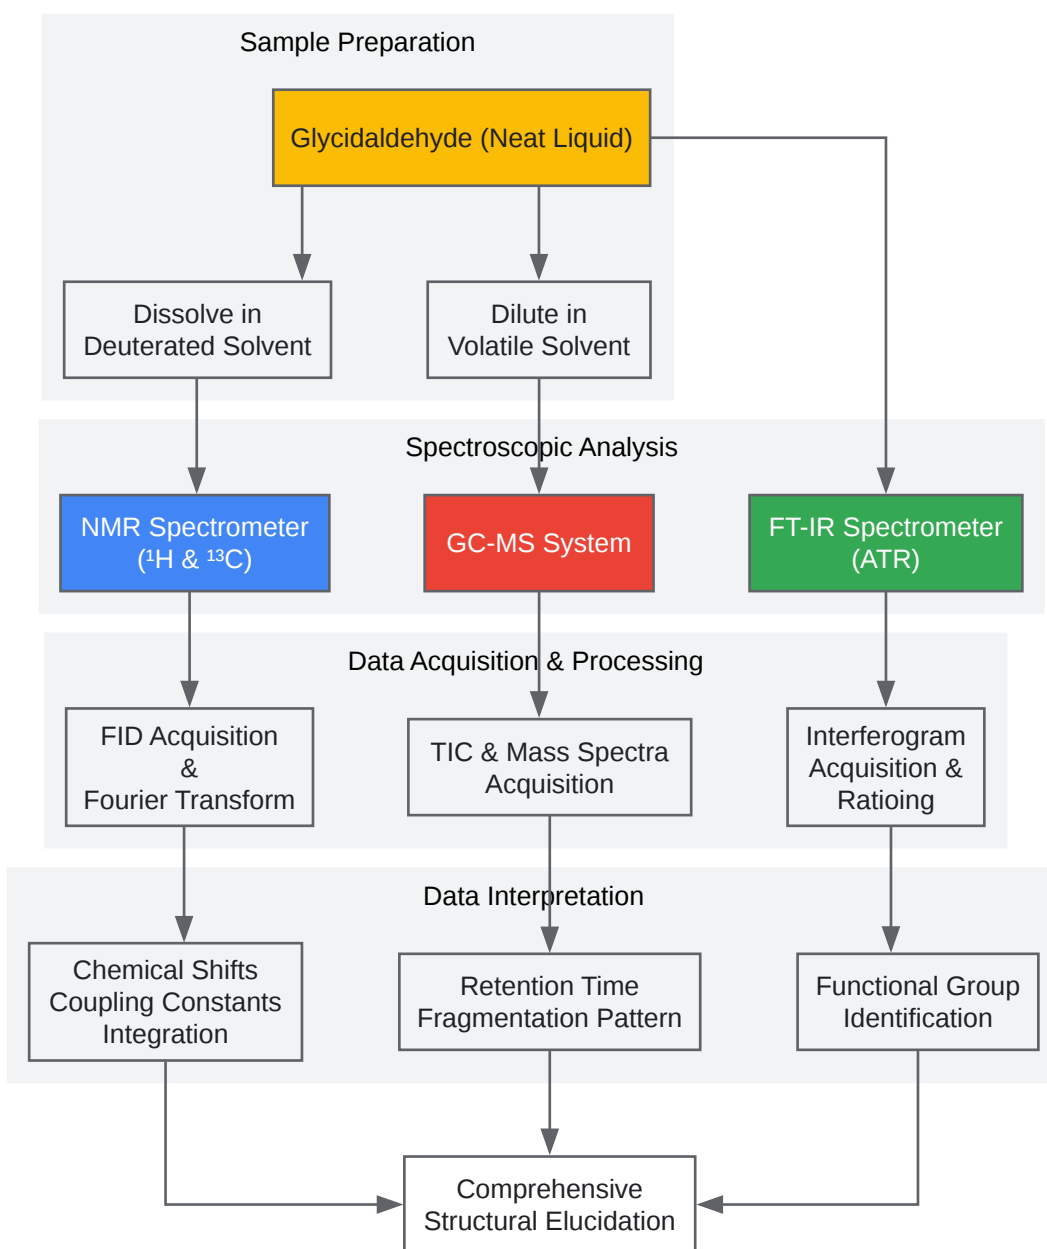 Sample Preparation
Glycidaldehyde (Neat Liquid)
Dissolve in
Deuterated Solvent
Dilute in
Volatile Solvent
Spectroscopic Analysis
NMR Spectrometer
(¹H & ¹³C)
GC-MS System
FT-IR Spectrometer
(ATR)
Data Acquisition & Processing
FID Acquisition
&
Fourier Transform
TIC & Mass Spectra
Acquisition
Interferogram
Acquisition &
Ratioing
Data Interpretation
Chemical Shifts
Coupling Constants
Integration
Retention Time
Fragmentation Pattern
Functional Group
Identification
Comprehensive
Structural Elucidation